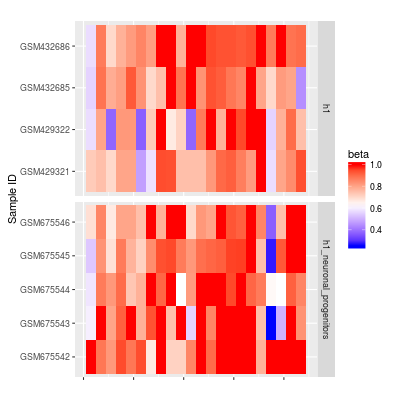 GSM432686
GSM432685
GSM429322
GSM429321
h1
GSM675546
GSM675545
GSM675544
GSM675543
GSM675542
h1_neuronal_progenitors
Sample ID
beta
1.0
0.8
0.6
0.4